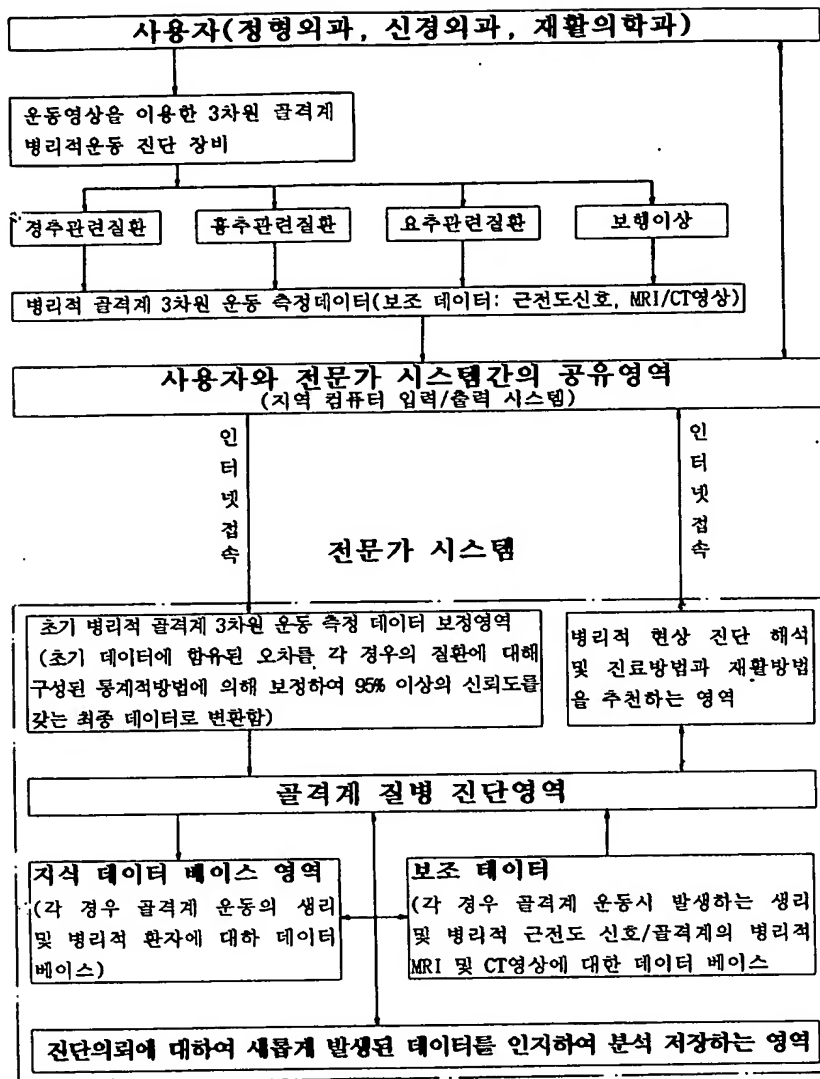 사용자(정형외과, 신경외과, 재활의학과)
운동영상을 이용한 3차원 골격계
병리적운동 진단 장비
경추관련질환
흉추관련질환
요추관련질환
보행이상
병리적 골격계 3차원 운동 측정데이터(보조 데이터: 근전도신호, MRI/CT영상)
사용자와 전문가 시스템간의 공유영역
(지역 컴퓨터 입력/출력 시스템)
인터넷접속
인터넷접속
전문가 시스템
초기 병리적 골격계 3차원 운동 측정 데이터 보정영역
(초기 데이터에 함유된 오차를 각 경우의 질환에 대해
구성된 통계적방법에 의해 보정하여 95% 이상의 신뢰도를
갖는 최종 데이터로 변환함)
병리적 현상 진단 해석
및 진료방법과 재활방법
을 추천하는 영역
골격계 질병 진단영역
지식 데이터 베이스 영역
(각 경우 골격계 운동의 생리
및 병리적 환자에 대하 데이터
베이스)
보조 데이터
(각 경우 골격계 운동시 발생하는 생리
및 병리적 근전도 신호/골격계의 병리적
MRI 및 CT영상에 대한 데이터 베이스
진단의뢰에 대하여 새롭게 발생된 데이터를 인지하여 분석 저장하는 영역